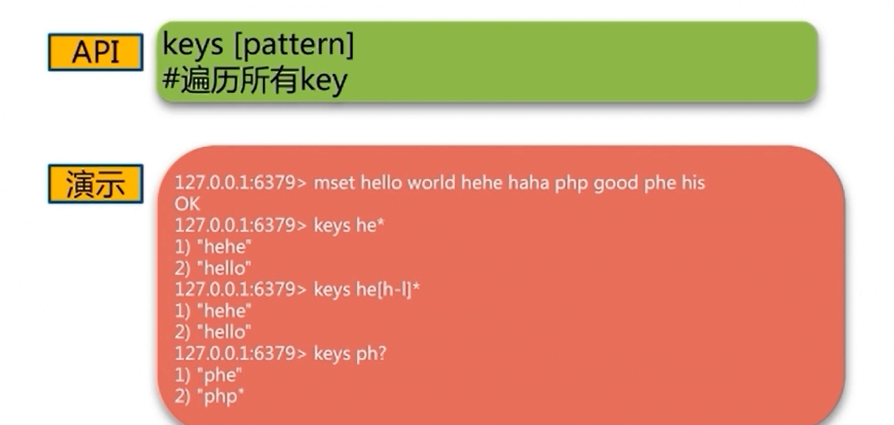 API
keys [pattern]
#遍历所有key
演示
127.0.0.1:6379> mset hello world hehe haha php good phe his
OK
127.0.0.1:6379> keys he*
1) "hehe"
2) "hello"
127.0.0.1:6379> keys he[h-l]*
1) "hehe"
2) "hello"
127.0.0.1:6379> keys ph?
1) "phe"
2) "php"